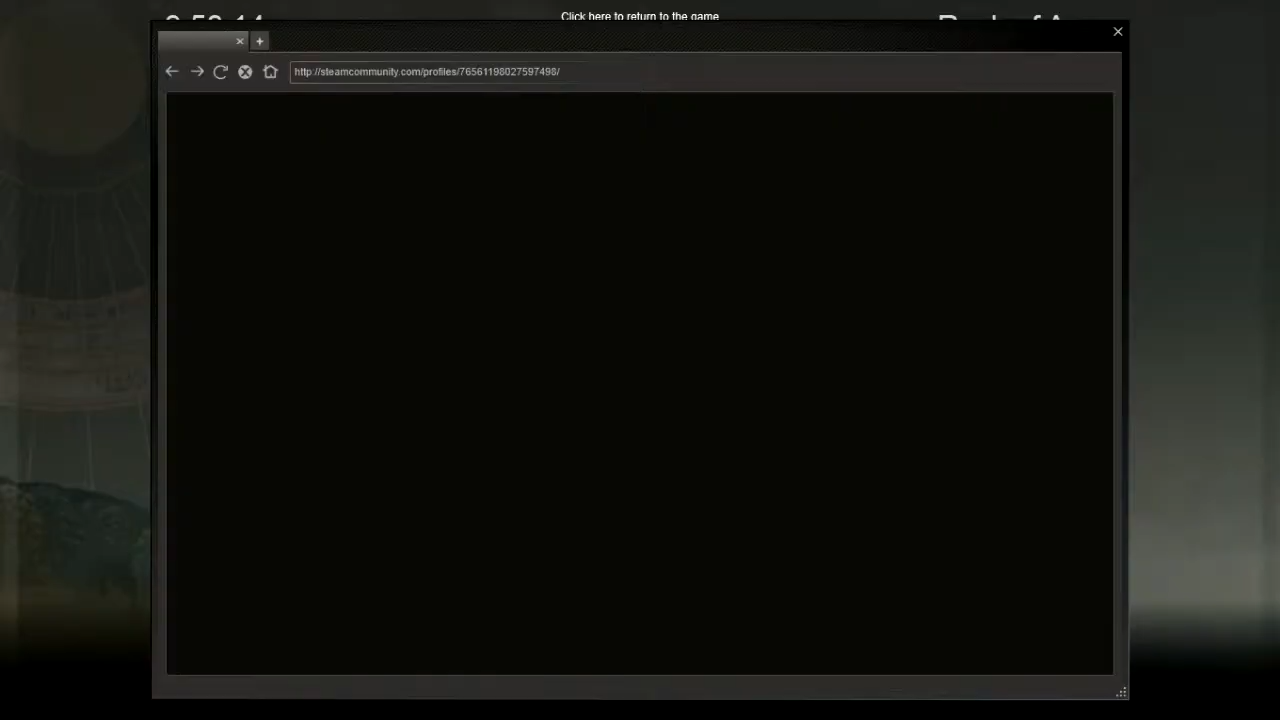 Click here to return to the game
http://steamcommunity.com/profiles/76561198027597498/